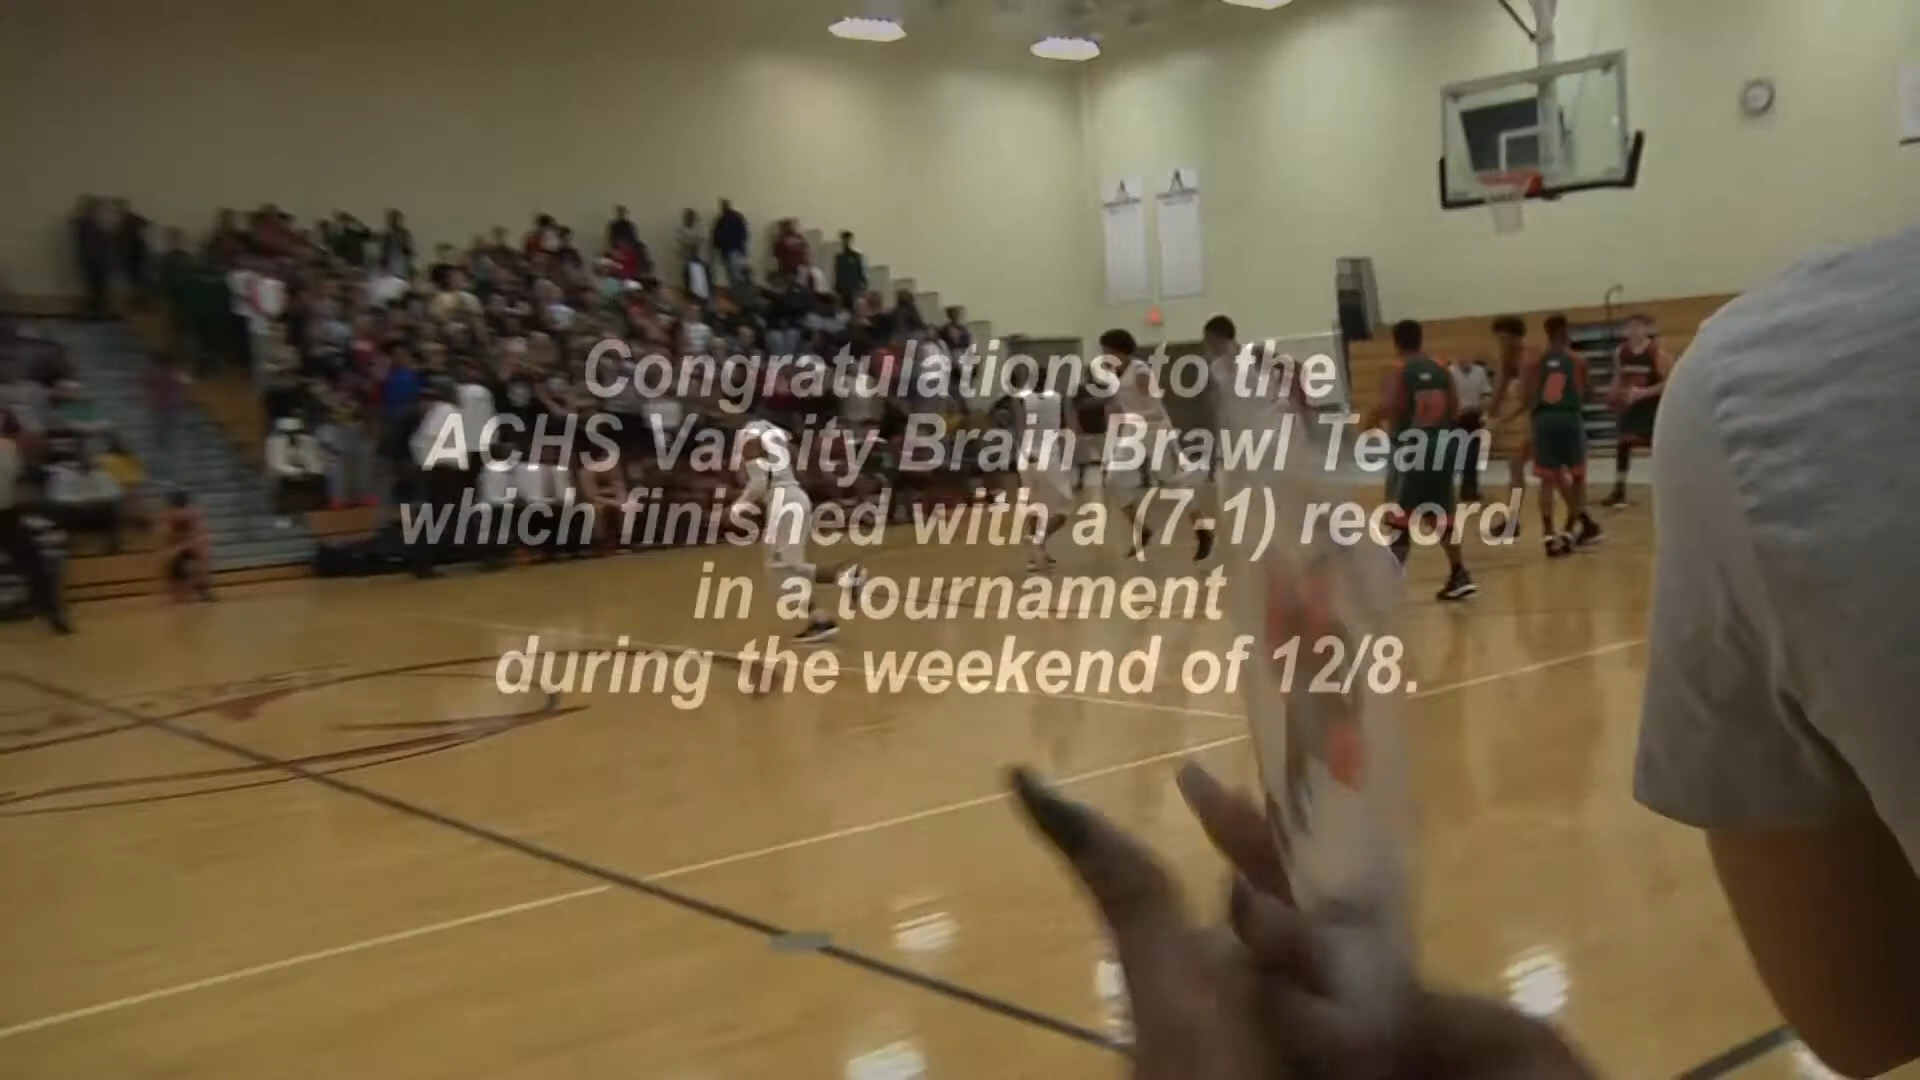 Congratulations to the
ACHS Varsity Brain Brawl Team
which finished with a (7-1) record
in a tournament
during the weekend of 12/8.